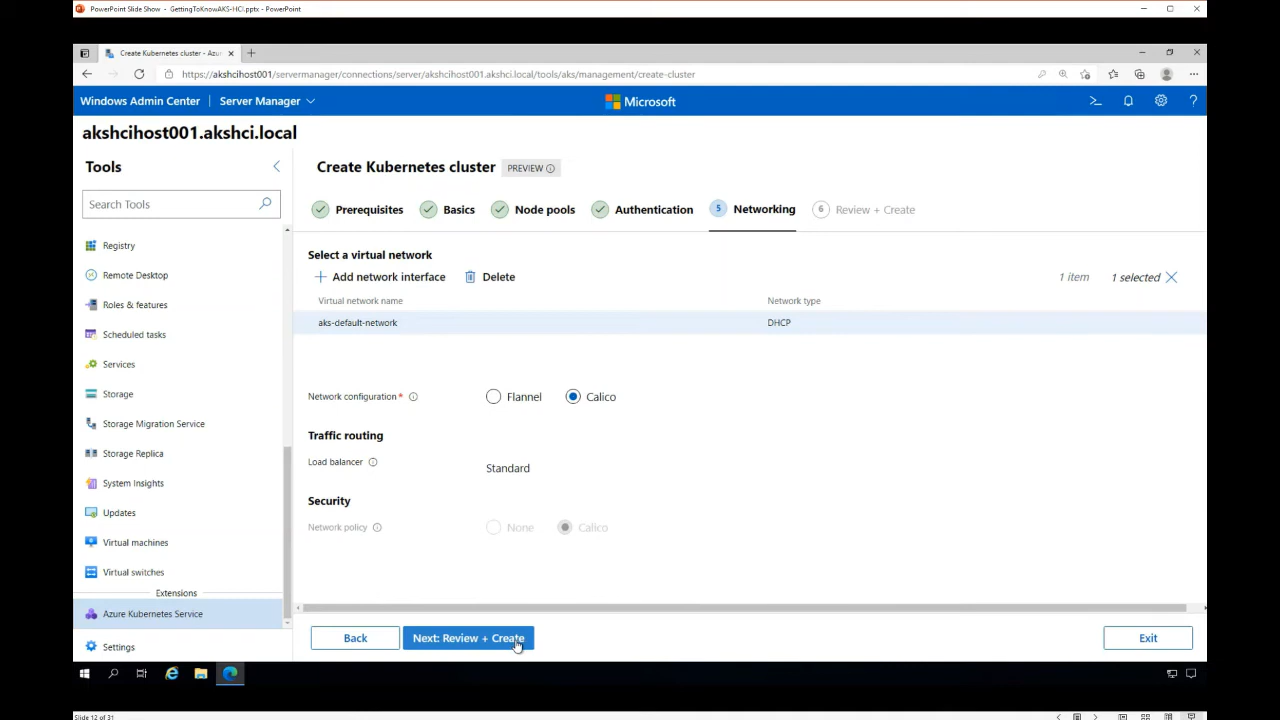 PowerPoint Slide Show - GettingToKnowAKS-HCI.pptx - PowerPoint
Create Kubernetes cluster - Azur
https://akshcihost001/servermanager/connections/server/akshcihost001.akshci.local/tools/aks/management/create-cluster
Windows Admin Center | Server Manager
Microsoft
akshcihost001.akshci.local
Tools
Search Tools
Registry
Remote Desktop
Roles & features
Scheduled tasks
Services
Storage
Storage Migration Service
Storage Replica
System Insights
Updates
Virtual machines
Virtual switches
Extensions
Azure Kubernetes Service
Settings
Create Kubernetes cluster PREVIEW
Prerequisites Basics Node pools Authentication 5 Networking 6 Review + Create
Select a virtual network
Add network interface Delete 1 item 1 selected
Virtual network name Network type
aks-default-network DHCP
Network configuration * Flannel Calico
Traffic routing
Load balancer Standard
Security
Network policy None Calico
Back Next: Review + Create Exit
Slide 12 of 31